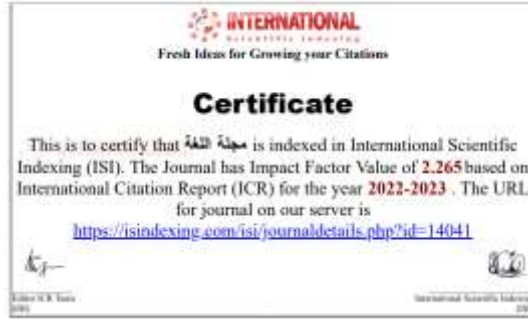 INTERNATIONAL
Scientific Indexing
Fresh Ideas for Growing your Citations
Certificate
This is to certify that مجلة اللغة is indexed in International Scientific
Indexing (ISI). The Journal has Impact Factor Value of 2.265 based on
International Citation Report (ICR) for the year 2022-2023 . The URL
for journal on our server is
https://isindexing.com/isi/journaldetails.php?id=14041